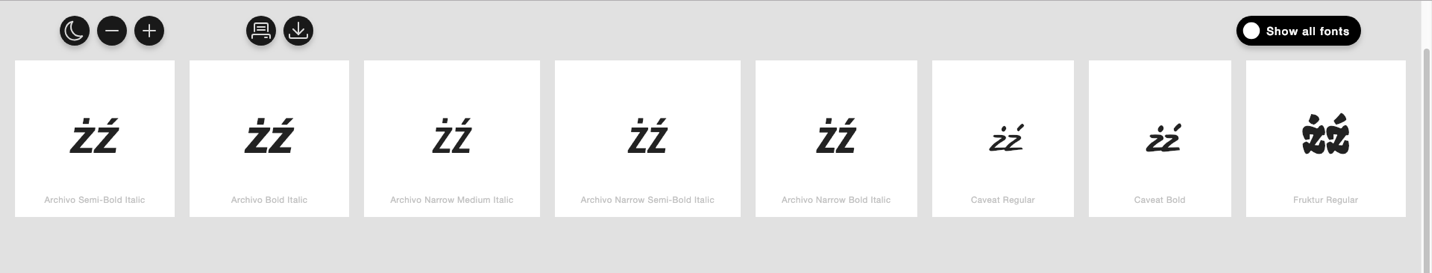 Show all fonts
żź żź żź żź żź żź żź żź
Archivo Semi-Bold Italic
Archivo Bold Italic
Archivo Narrow Medium Italic
Archivo Narrow Semi-Bold Italic
Archivo Narrow Bold Italic
Caveat Regular
Caveat Bold
Fruktur Regular